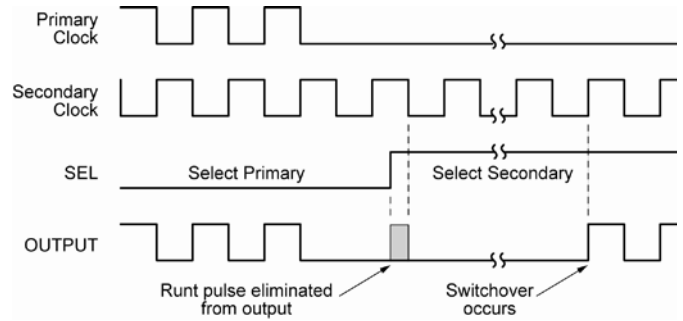 Primary
Clock
Secondary
Clock
SEL
Select Primary
Select Secondary
OUTPUT
Runt pulse eliminated
from output
Switchover
occurs